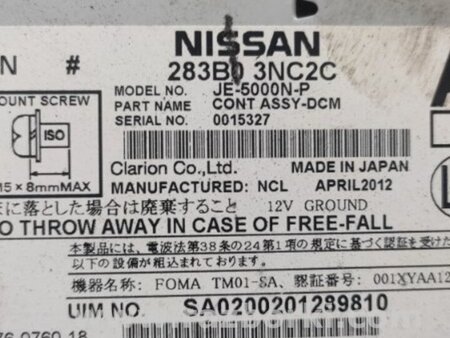 NISSAN
N # 283B0 3NC2C
MODEL NO. JE-5000N-P
OUNT SCREW PART NAME CONT ASSY-DCM
SERIAL NO. 0015327
ISO
Clarion Co.,Ltd. MADE IN JAPAN
M5×8mmMAX MANUFACTURED: NCL APRIL2012
に落とした場合は廃棄すること 12V GROUND
O THROW AWAY IN CASE OF FREE-FALL
本製品には、電波法第38条の24第1項の規定に基づく認証を受けた
以下の設備が組込まれています。
機器名称: FOMA TM01-SA、認証番号: 001XYAA12
UIM NO. SA0200201289810